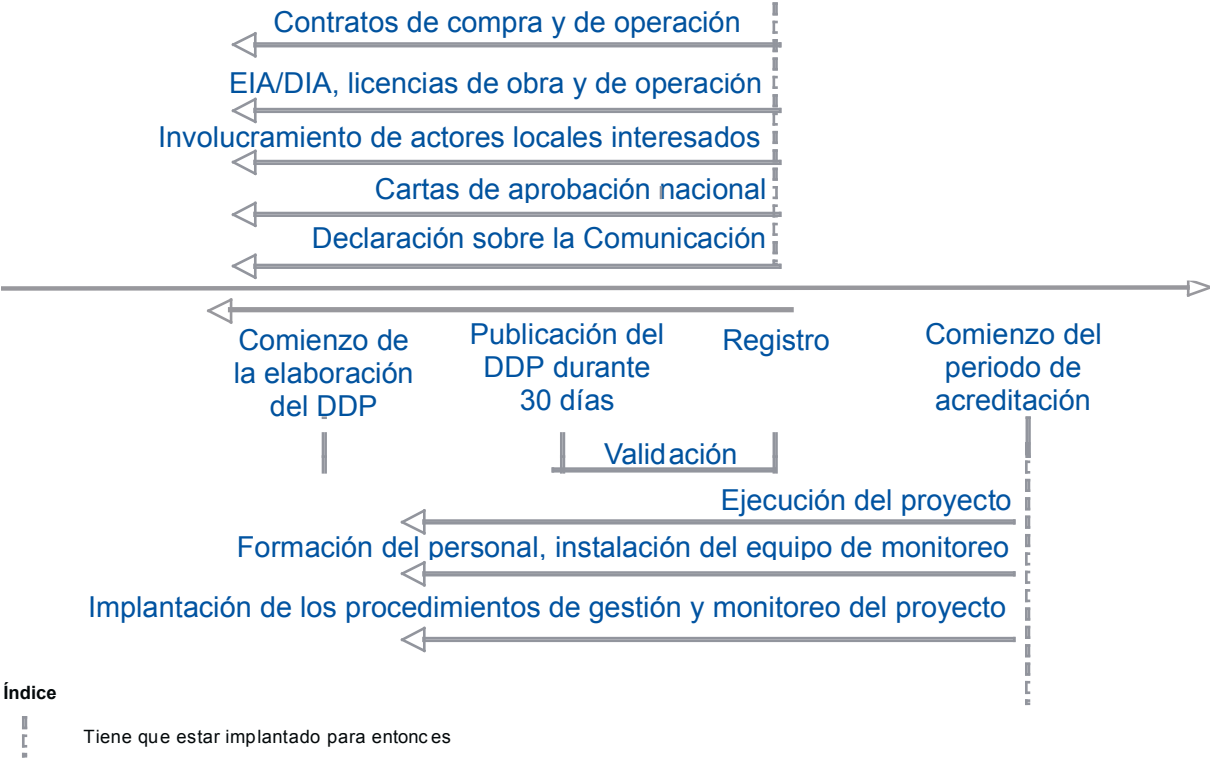 Contratos de compra y de operación
EIA/DIA, licencias de obra y de operación
Involucramiento de actores locales interesados
Cartas de aprobación nacional
Declaración sobre la Comunicación
Comienzo de
la elaboración
del DDP
Publicación del
DDP durante
30 días
Registro
Comienzo del
periodo de
acreditación
Validación
Ejecución del proyecto
Formación del personal, instalación del equipo de monitoreo
Implantación de los procedimientos de gestión y monitoreo del proyecto
Índice
Tiene que estar implantado para entonces